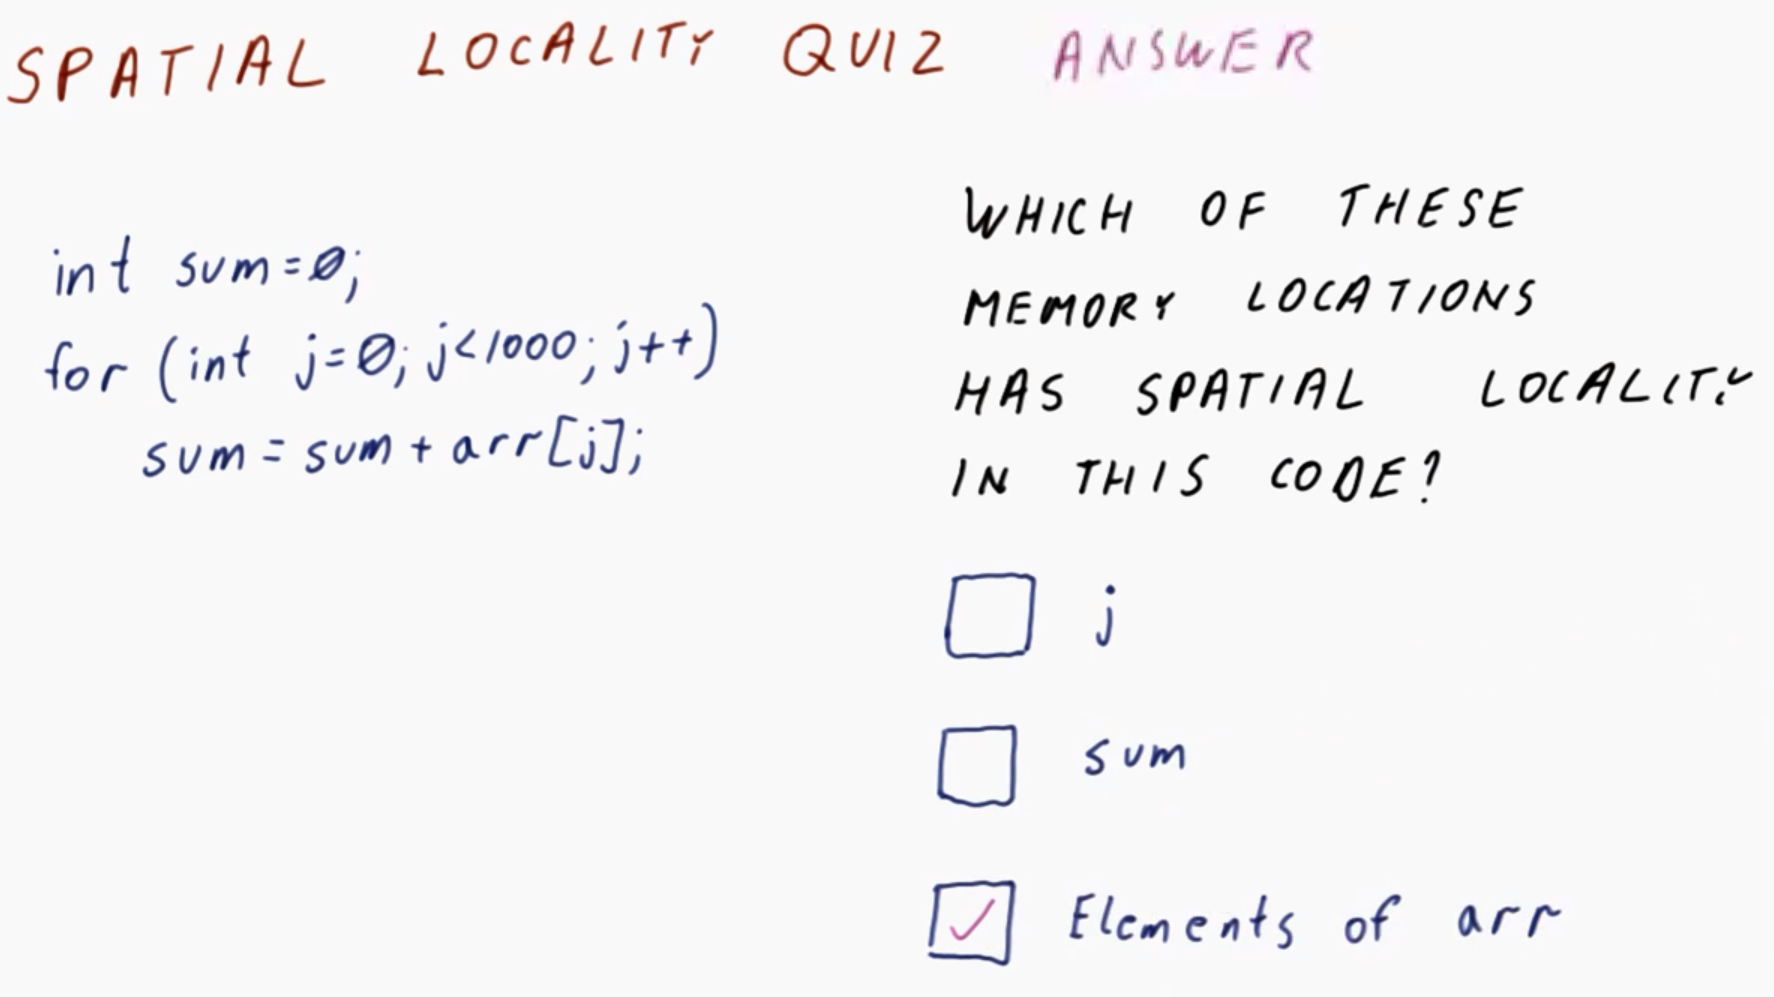 SPATIAL LOCALITY QUIZ ANSWER
int sum=0;
for (int j=0; j<1000; j++)
sum = sum + arr[j];
WHICH OF THESE
MEMORY LOCATIONS
HAS SPATIAL LOCALITY
IN THIS CODE?
j
sum
Elements of arr